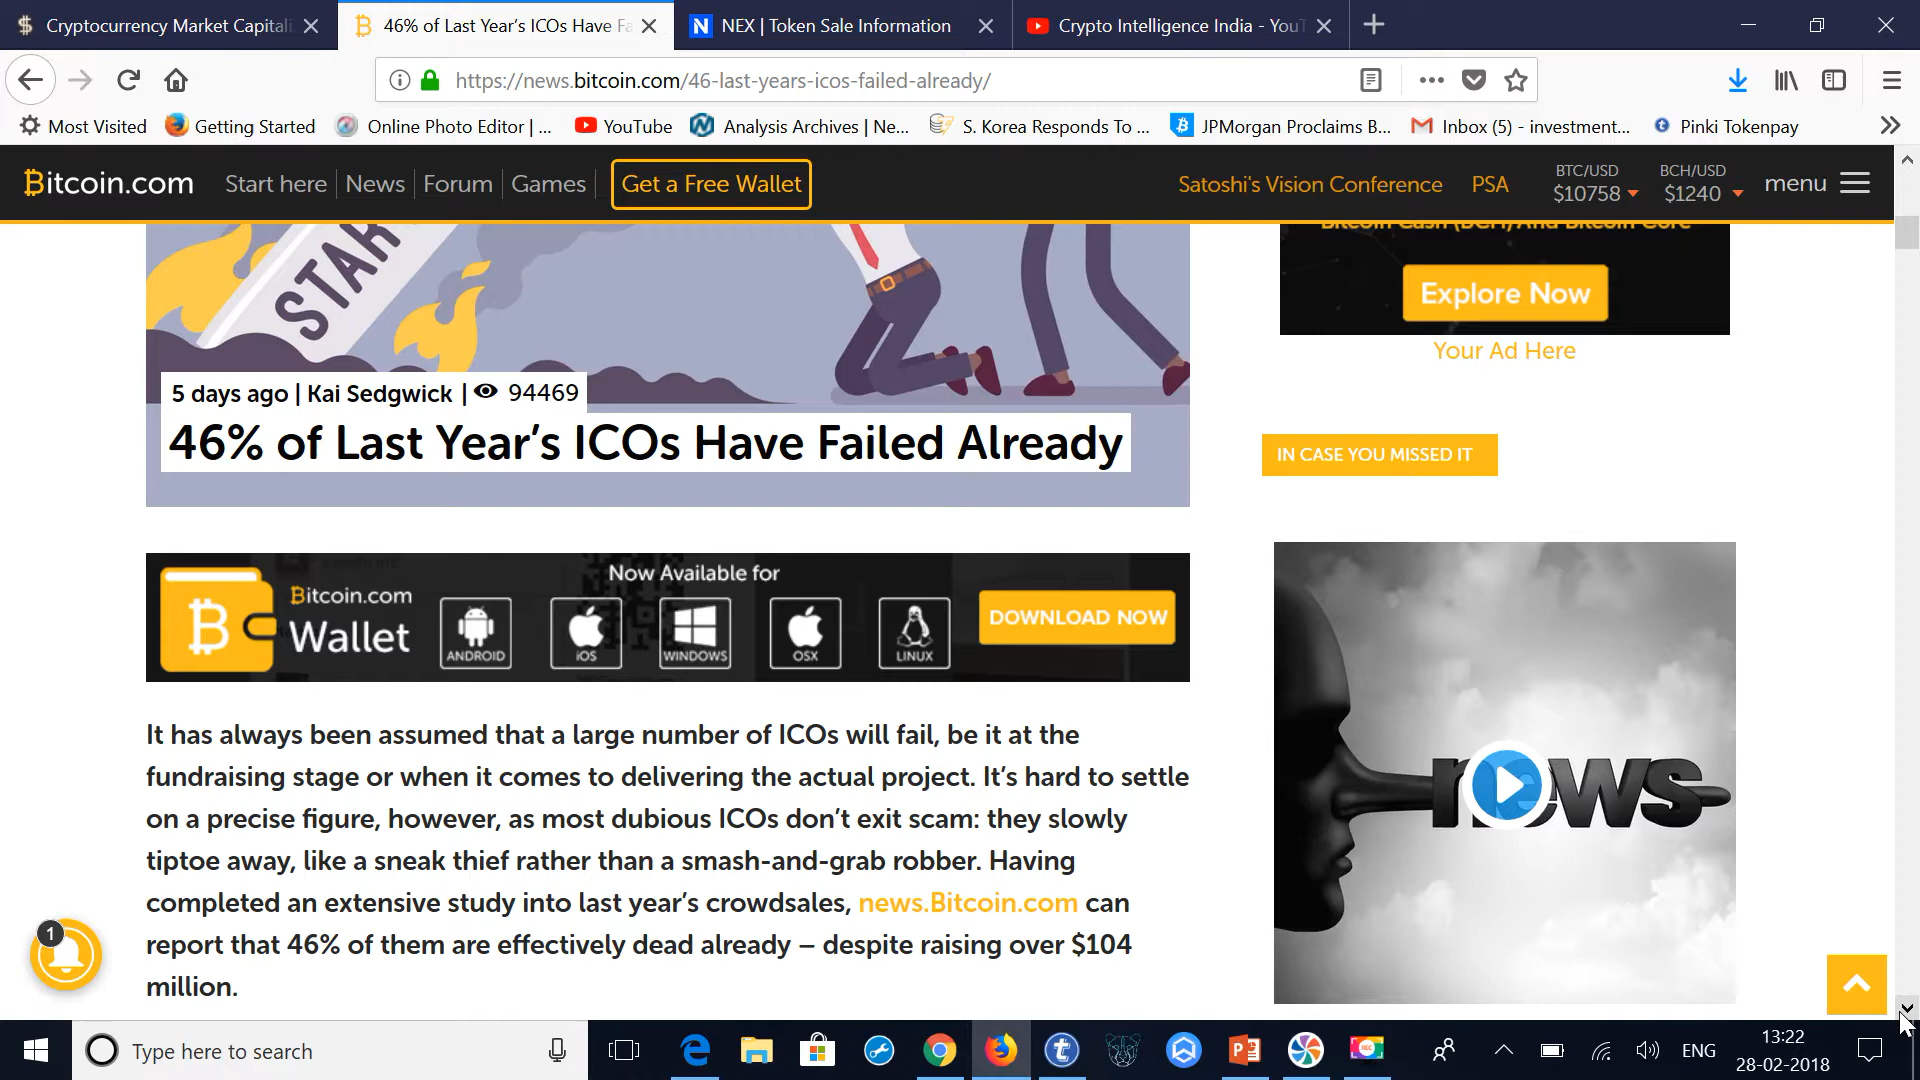 Cryptocurrency Market Capitali
46% of Last Year's ICOs Have Fa
NEX | Token Sale Information
Crypto Intelligence India - YouT
https://news.bitcoin.com/46-last-years-icos-failed-already/
Most Visited
Getting Started
Online Photo Editor | ...
YouTube
Analysis Archives | Ne...
S. Korea Responds To ...
JPMorgan Proclaims B...
Inbox (5) - investment...
Pinki Tokenpay
Bitcoin.com
Start here
News
Forum
Games
Get a Free Wallet
Satoshi's Vision Conference
PSA
BTC/USD
$10758
BCH/USD
$1240
menu
START
Bitcoin Cash (BCH) And Bitcoin Core
Explore Now
Your Ad Here
5 days ago | Kai Sedgwick | 94469
46% of Last Year's ICOs Have Failed Already
IN CASE YOU MISSED IT
Bitcoin.com
Wallet
Now Available for
ANDROID
iOS
WINDOWS
OSX
LINUX
DOWNLOAD NOW
It has always been assumed that a large number of ICOs will fail, be it at the
fundraising stage or when it comes to delivering the actual project. It's hard to settle
on a precise figure, however, as most dubious ICOs don't exit scam: they slowly
tiptoe away, like a sneak thief rather than a smash-and-grab robber. Having
completed an extensive study into last year's crowdsales, news.Bitcoin.com can
report that 46% of them are effectively dead already – despite raising over $104
million.
news
1
Type here to search
REC
ENG
13:22
28-02-2018